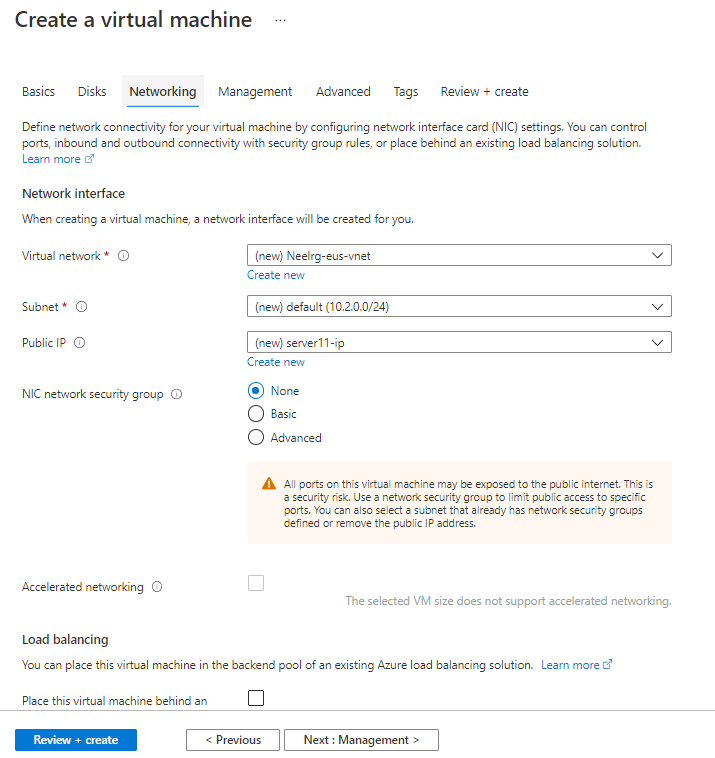 Create a virtual machine ...
Basics Disks Networking Management Advanced Tags Review + create
Define network connectivity for your virtual machine by configuring network interface card (NIC) settings. You can control
ports, inbound and outbound connectivity with security group rules, or place behind an existing load balancing solution.
Learn more
Network interface
When creating a virtual machine, a network interface will be created for you.
Virtual network *
(new) Neelrg-eus-vnet
Create new
Subnet *
(new) default (10.2.0.0/24)
Public IP
(new) server11-ip
Create new
NIC network security group
None
Basic
Advanced
All ports on this virtual machine may be exposed to the public internet. This is
a security risk. Use a network security group to limit public access to specific
ports. You can also select a subnet that already has network security groups
defined or remove the public IP address.
Accelerated networking
The selected VM size does not support accelerated networking.
Load balancing
You can place this virtual machine in the backend pool of an existing Azure load balancing solution. Learn more
Place this virtual machine behind an
Review + create
< Previous
Next : Management >